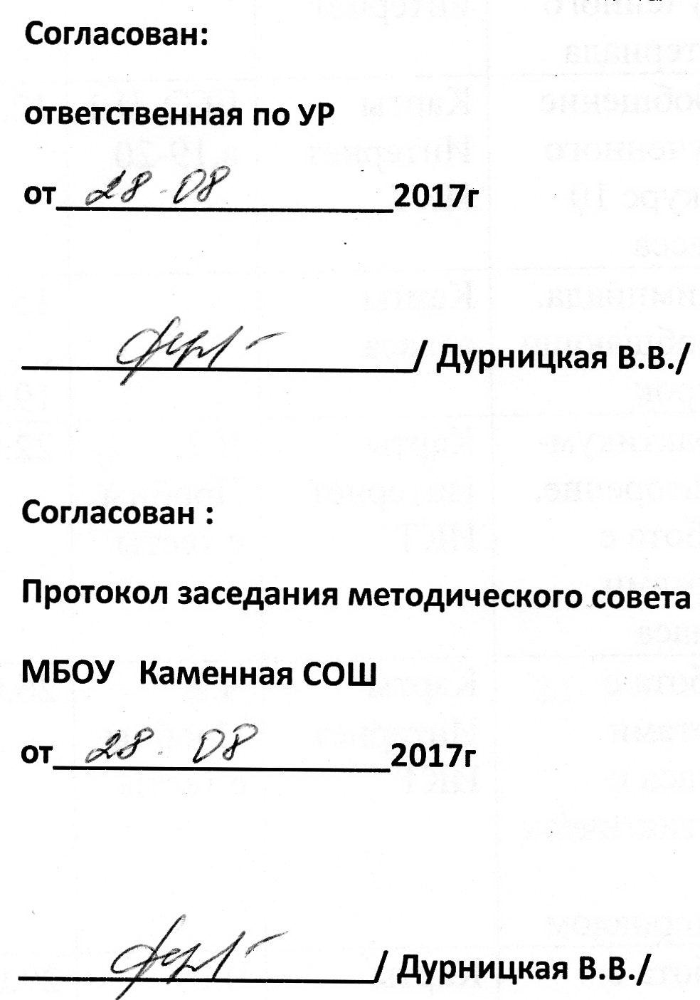 Согласован:
ответственная по УР
от 28.08 2017г
/ Дурницкая В.В./
Согласован :
Протокол заседания методического совета
МБОУ Каменная СОШ
от 28. 08 2017г
/ Дурницкая В.В./